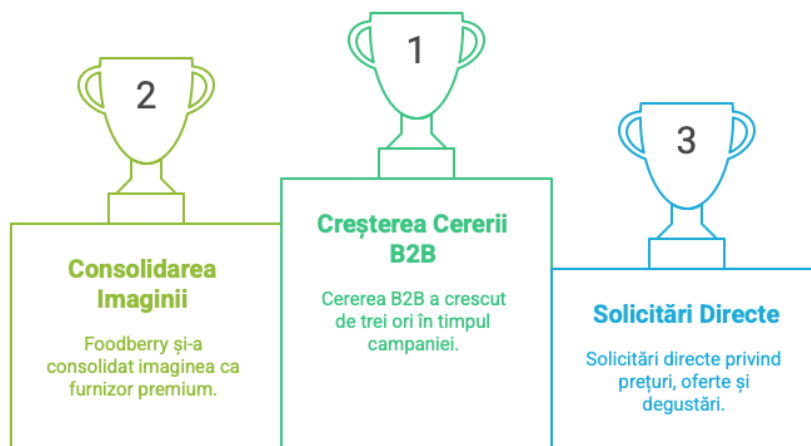 2
Consolidarea
Imaginii
Foodberry și-a
consolidat imaginea ca
furnizor premium.
1
Creșterea Cererii
B2B
Cererea B2B a crescut
de trei ori în timpul
campaniei.
3
Solicitări Directe
Solicitări directe privind
prețuri, oferte și
degustări.